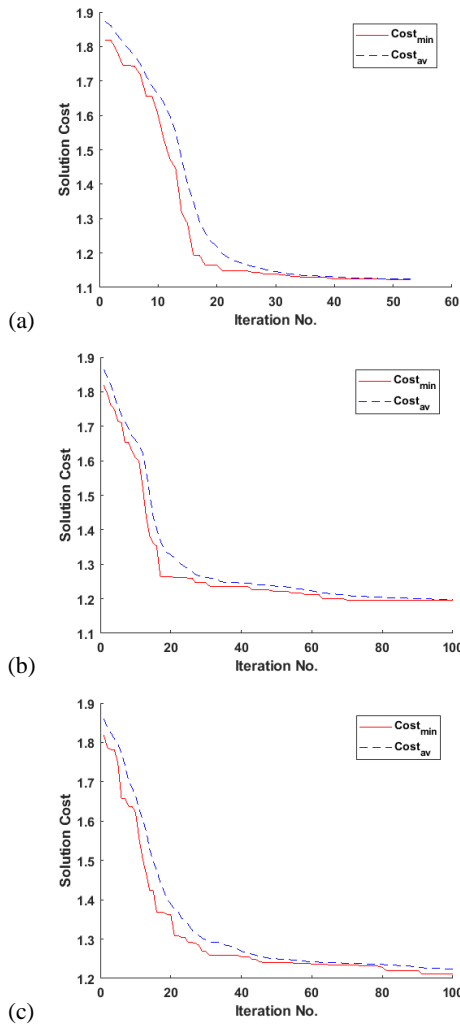 1.9
1.8
1.7
1.6
1.5
1.4
1.3
1.2
1.1
Solution Cost
Cost_min
Cost_av
0 10 20 30 40 50 60
Iteration No.
(a)
1.9
1.8
1.7
1.6
1.5
1.4
1.3
1.2
1.1
Solution Cost
Cost_min
Cost_av
0 20 40 60 80 100
Iteration No.
(b)
1.9
1.8
1.7
1.6
1.5
1.4
1.3
1.2
Solution Cost
Cost_min
Cost_av
0 20 40 60 80 100
Iteration No.
(c)